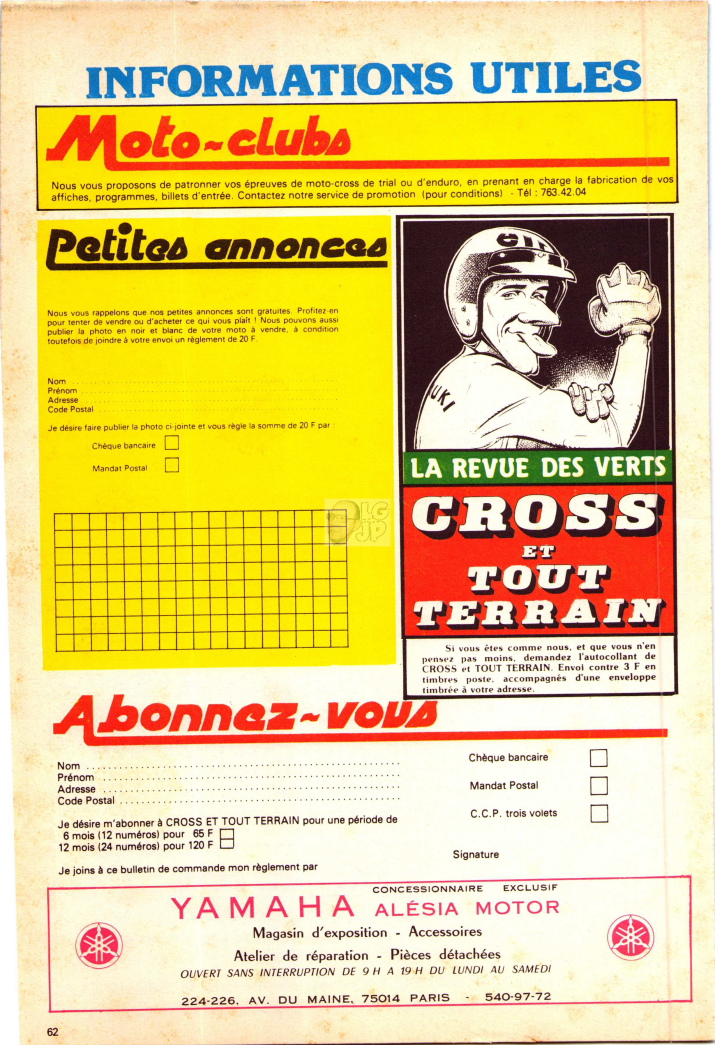 INFORMATIONS UTILES
Moto-clubs
Nous vous proposons de patronner vos épreuves de moto-cross de trial ou d'enduro, en prenant en charge la fabrication de vos
affiches, programmes, billets d'entrée. Contactez notre service de promotion (pour conditions) - Tél : 763.42.04
Petites annonces
Nous vous rappelons que nos petites annonces sont gratuites. Profitez-en
pour tenter de vendre ou d'acheter ce qui vous plaît ! Nous pouvons aussi
publier la photo en noir et blanc de votre moto à vendre, à condition
toutefois de joindre à votre envoi un règlement de 20 F.
Nom
Prénom
Adresse
Code Postal
Je désire faire publier la photo ci-jointe et vous règle la somme de 20 F par :
Chèque bancaire
Mandat Postal
LG
JP
UKI
LA REVUE DES VERTS
CROSS
ET
TOUT
TERRAIN
Si vous êtes comme nous, et que vous n'en
pensez pas moins, demandez l'autocollant de
CROSS et TOUT TERRAIN. Envoi contre 3 F en
timbres poste, accompagnés d'une enveloppe
timbrée à votre adresse.
Abonnez-vous
Nom
Prénom
Adresse
Code Postal
Chèque bancaire
Mandat Postal
C.C.P. trois volets
Je désire m'abonner à CROSS ET TOUT TERRAIN pour une période de
6 mois (12 numéros) pour 65 F
12 mois (24 numéros) pour 120 F
Signature
Je joins à ce bulletin de commande mon règlement par
CONCESSIONNAIRE EXCLUSIF
YAMAHA ALÉSIA MOTOR
Magasin d'exposition - Accessoires
Atelier de réparation - Pièces détachées
OUVERT SANS INTERRUPTION DE 9 H A 19 H DU LUNDI AU SAMEDI
224-226, AV. DU MAINE, 75014 PARIS - 540-97-72
62